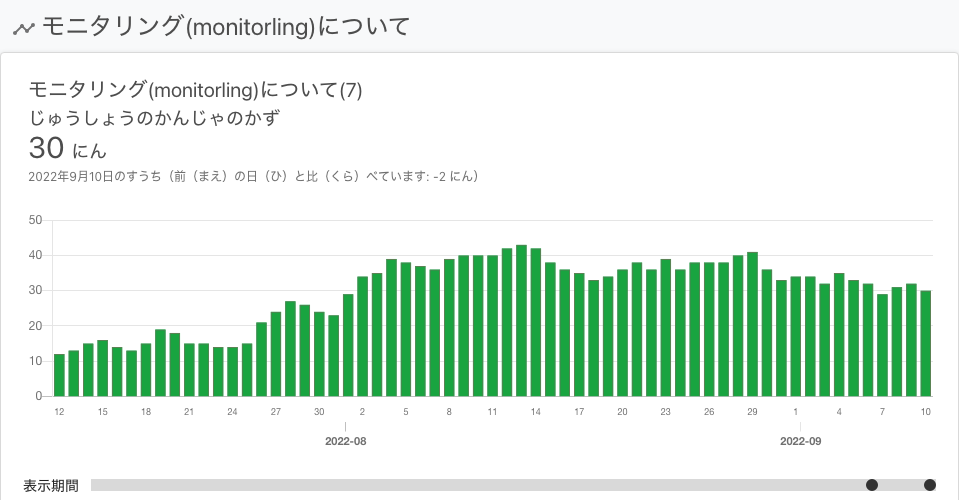 モニタリング(monitorling)について
モニタリング(monitorling)について(7)
じゅうしょうのかんじゃのかず
30 にん
2022年9月10日のすうち（前（まえ）の日（ひ）と比（くら）べています: -2 にん）
50
40
30
20
10
0
12 15 18 21 24 27 30 2 5 8 11 14 17 20 23 26 29 1 4 7 10
2022-08 2022-09
表示期間